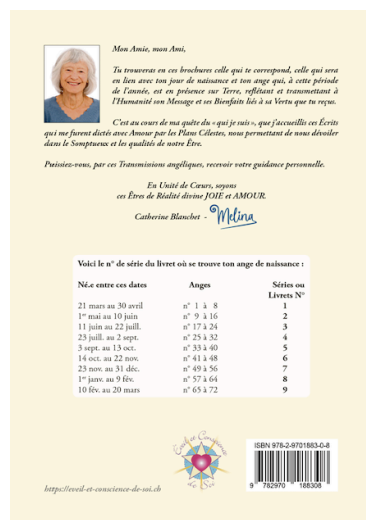 Mon Amie, mon Ami,
Tu trouveras en ces brochures celle qui te correspond, celle qui sera
en lien avec ton jour de naissance et ton ange qui, à cette période
de l'année, est en présence sur Terre, reflétant et transmettant à
l'Humanité son Message et ses Bienfaits liés à sa Vertu que tu reçus.
C'est au cours de ma quête du « qui je suis », que j'accueillis ces Écrits
qui me furent dictés avec Amour par les Plans Célestes, nous permettant de nous dévoiler
dans le Somptueux et les qualités de notre Être.
Puissiez-vous, par ces Transmissions angéliques, recevoir votre guidance personnelle.
En Unité de Cœurs, soyons
ces Êtres de Réalité divine JOIE et AMOUR.
Catherine Blanchet - Melina
Voici le n° de série du livret où se trouve ton ange de naissance :
Né.e entre ces dates Anges Séries ou
Livrets N°
21 mars au 30 avril n° 1 à 8 1
1er mai au 10 juin n° 9 à 16 2
11 juin au 22 juill. n° 17 à 24 3
23 juill. au 2 sept. n° 25 à 32 4
3 sept. au 13 oct. n° 33 à 40 5
14 oct. au 22 nov. n° 41 à 48 6
23 nov. au 31 déc. n° 49 à 56 7
1er janv. au 9 fév. n° 57 à 64 8
10 fév. au 20 mars n° 65 à 72 9
Eveil et Conscience
de Soi
ISBN 978-2-9701883-0-8
9 782970 188308
https://eveil-et-conscience-de-soi.ch